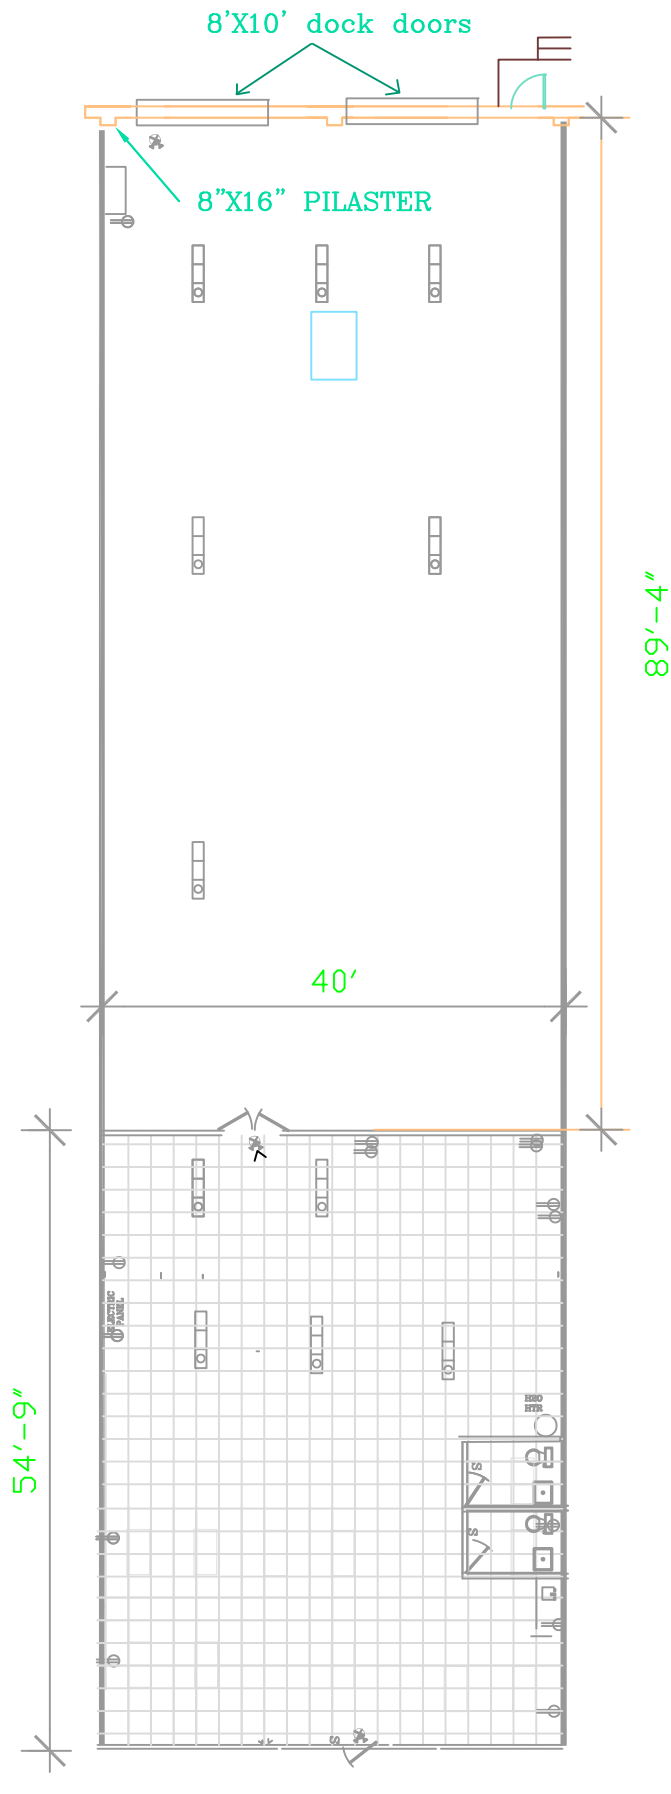 8'X10' dock doors
8"X16" PILASTER
89'-4"
40'
ELECTRIC
PANEL
54'-9"
H2O
HTR
S
S
S